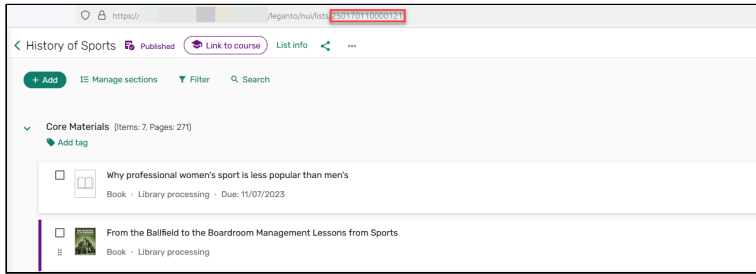 https:// /leganto/nui/lists/250170110000121
History of Sports Published Link to course List info ...
+ Add Manage sections Filter Search
Core Materials (Items: 7, Pages: 271)
Add tag
Why professional women's sport is less popular than men's
Book · Library processing · Due: 11/07/2023
From the Ballfield to the Boardroom Management Lessons from Sports
Book · Library processing